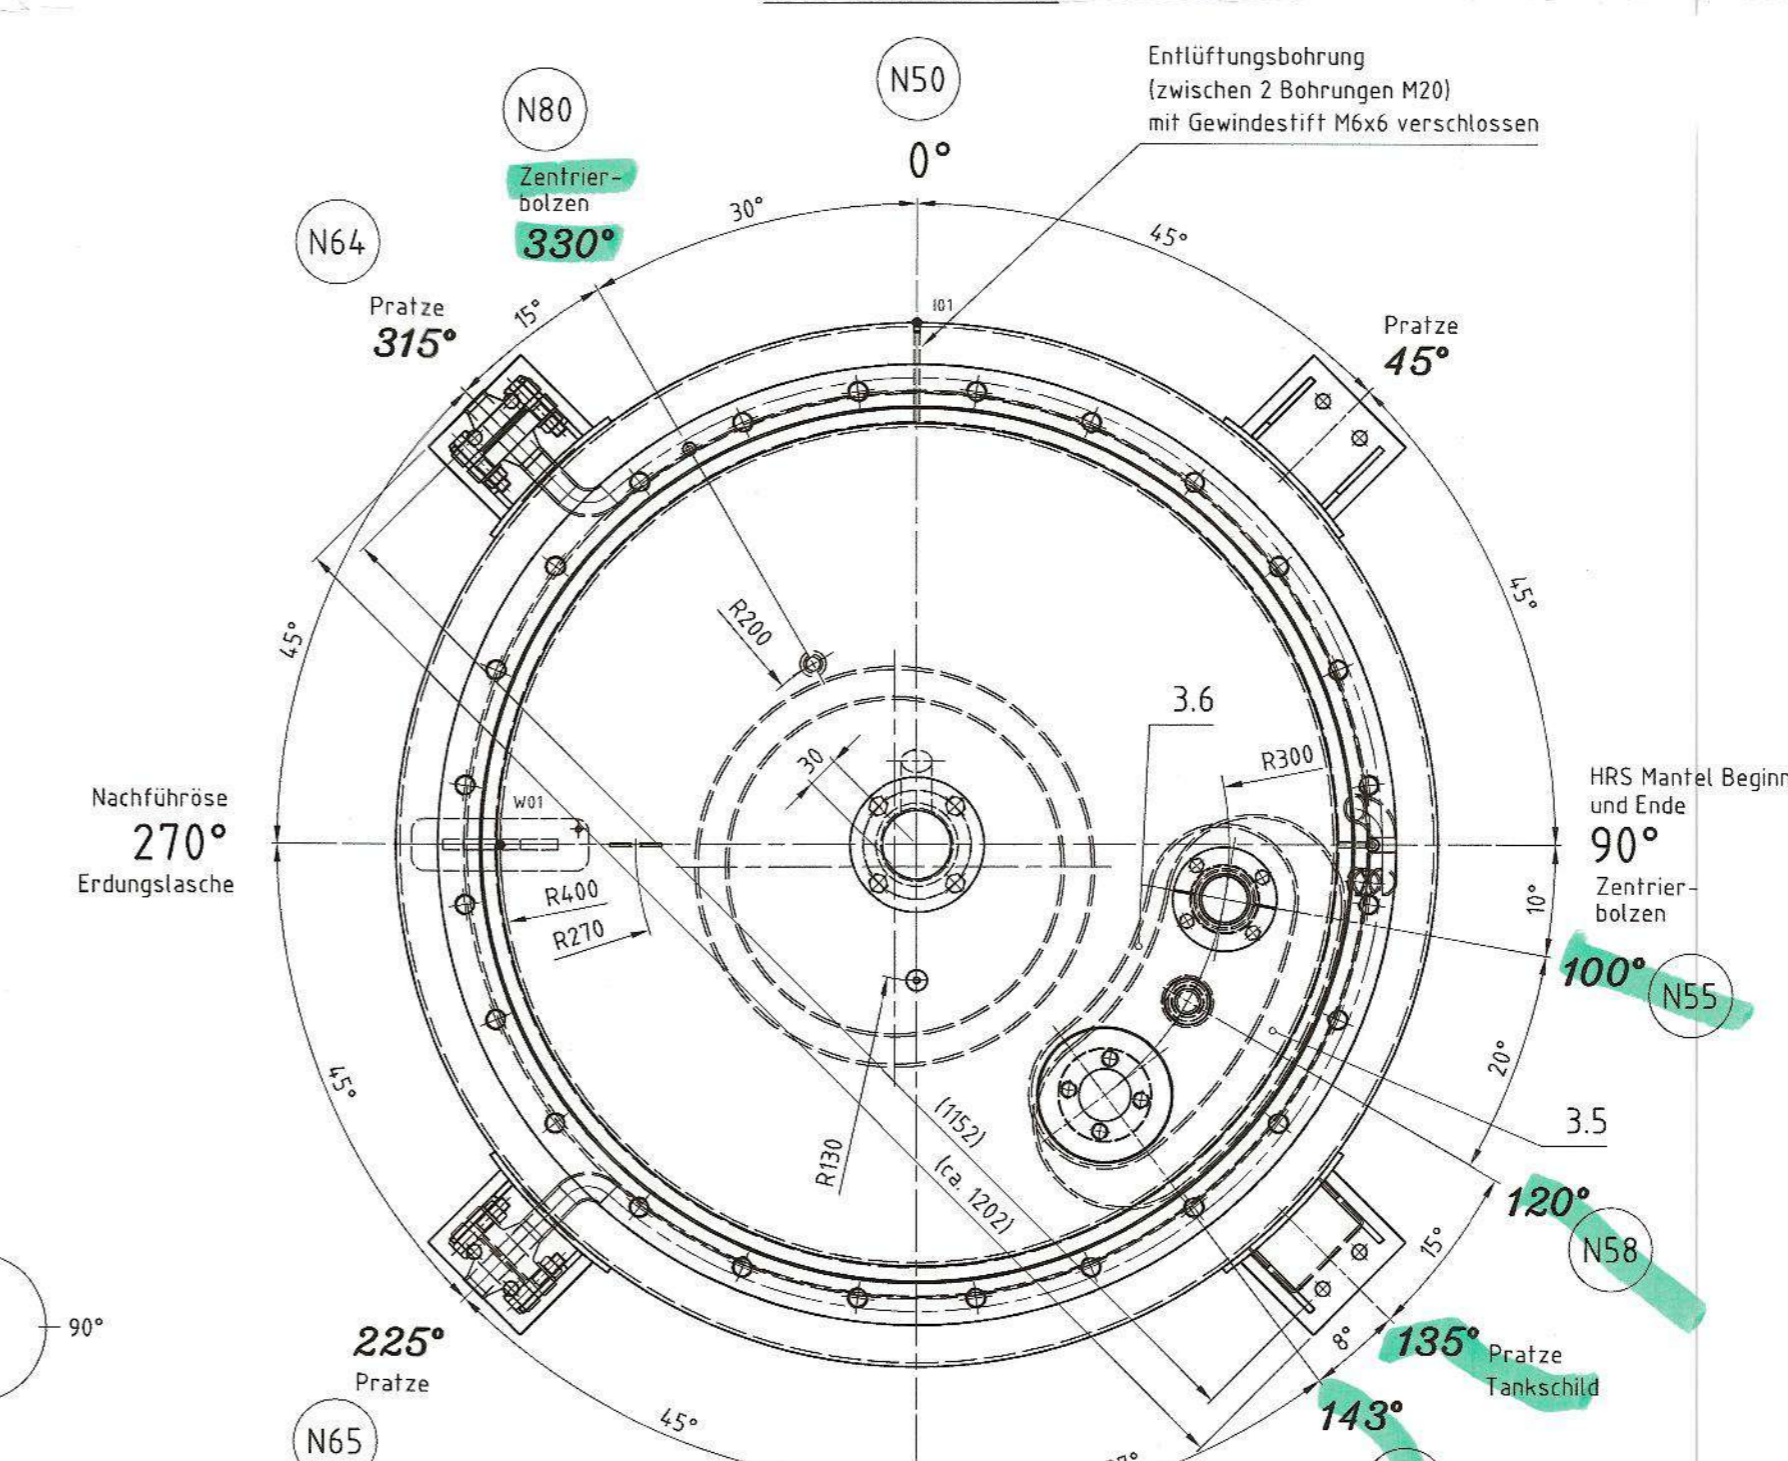 N50
0°
Entlüftungsbohrung
(zwischen 2 Bohrungen M20)
mit Gewindestift M6x6 verschlossen
N80
Zentrier-
bolzen
330°
30°
45°
N64
Pratze
315°
15°
I01
Pratze
45°
45°
45°
R200
3.6
30
R300
Nachführöse
270°
Erdungslasche
W01
HRS Mantel Beginn
und Ende
90°
Zentrier-
bolzen
R400
R270
10°
100°
N55
45°
20°
(1152)
(ca. 1202)
R130
3.5
120°
N58
15°
8°
135°
Pratze
Tankschild
143°
90°
225°
Pratze
N65
45°